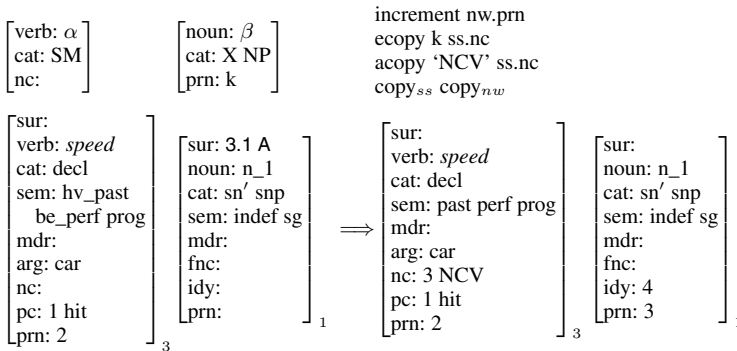 verb: α
cat: SM
nc:
noun: β
cat: X NP
prn: k
increment nw.prn
ecopy k ss.nc
acopy ‘NCV’ ss.nc
copy_ss copy_nw
sur:
verb: speed
cat: decl
sem: hv_past
be_perf prog
mdr:
arg: car
nc:
pc: 1 hit
prn: 2
3
sur: 3.1 A
noun: n_1
cat: sn′ snp
sem: indef sg
mdr:
fnc:
idy:
prn:
1
⟹
sur:
verb: speed
cat: decl
sem: past perf prog
mdr:
arg: car
nc: 3 NCV
pc: 1 hit
prn: 2
3
sur:
noun: n_1
cat: sn′ snp
sem: indef sg
mdr:
fnc:
idy: 4
prn: 3